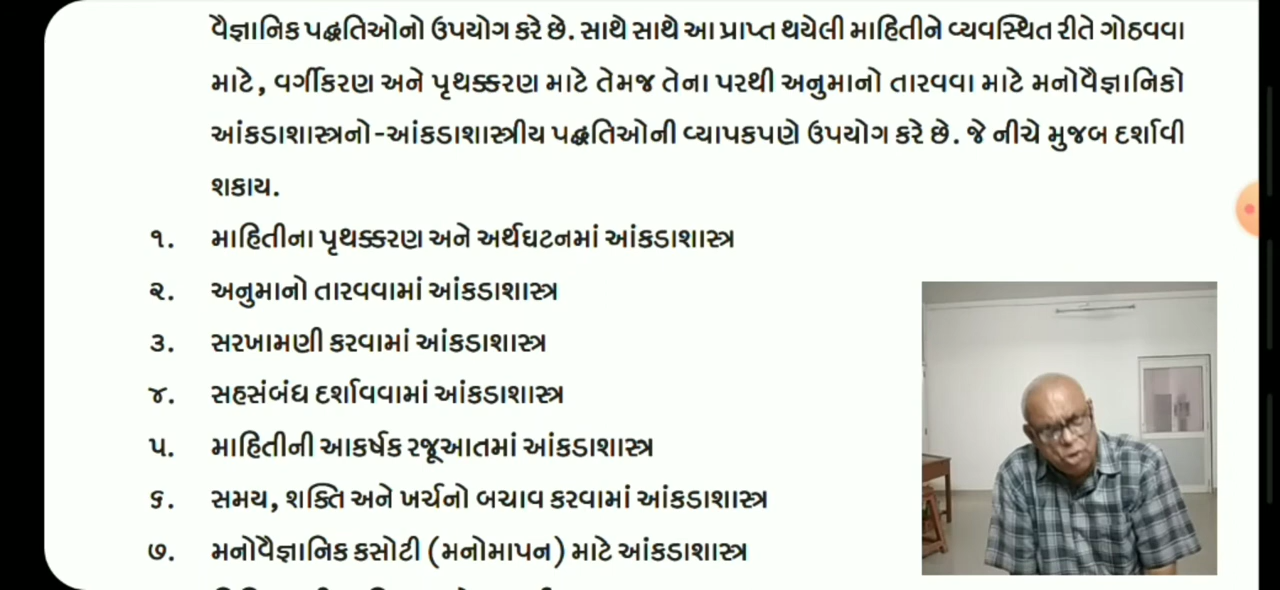 વૈજ્ઞાનિક પદ્ધતિઓનો ઉપયોગ કરે છે. સાથે સાથે આ પ્રાપ્ત થયેલી માહિતીને વ્યવસ્થિત રીતે ગોઠવવા
માટે, વર્ગીકરણ અને પૃથક્કરણ માટે તેમજ તેના પરથી અનુમાનો તારવવા માટે મનોવૈજ્ઞાનિકો
આંકડાશાસ્ત્રનો-આંકડાશાસ્ત્રીય પદ્ધતિઓની વ્યાપકપણે ઉપયોગ કરે છે. જે નીચે મુજબ દર્શાવી
શકાય.
૧. માહિતીના પૃથક્કરણ અને અર્થઘટનમાં આંકડાશાસ્ત્ર
૨. અનુમાનો તારવવામાં આંકડાશાસ્ત્ર
૩. સરખામણી કરવામાં આંકડાશાસ્ત્ર
૪. સહસંબંધ દર્શાવવામાં આંકડાશાસ્ત્ર
૫. માહિતીની આકર્ષક રજૂઆતમાં આંકડાશાસ્ત્ર
૬. સમય, શક્તિ અને ખર્ચનો બચાવ કરવામાં આંકડાશાસ્ત્ર
૭. મનોવૈજ્ઞાનિક કસોટી (મનોમાપન) માટે આંકડાશાસ્ત્ર